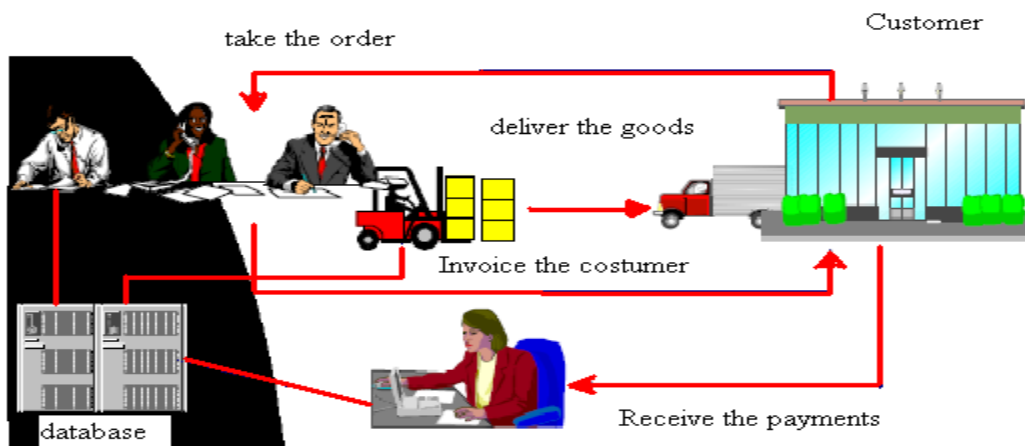 Customer
take the order
deliver the goods
Invoice the costumer
Receive the payments
database